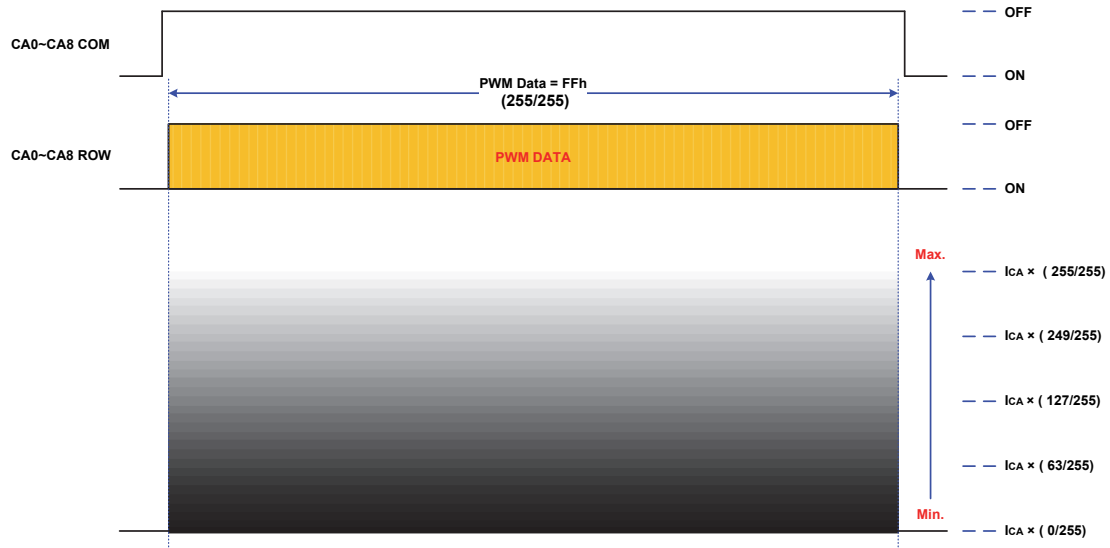 OFF
CA0~CA8 COM
ON
PWM Data = FFh
(255/255)
OFF
CA0~CA8 ROW
PWM DATA
ON
Max.
ICA × ( 255/255)
ICA × ( 249/255)
ICA × ( 127/255)
ICA × ( 63/255)
Min.
ICA × ( 0/255)